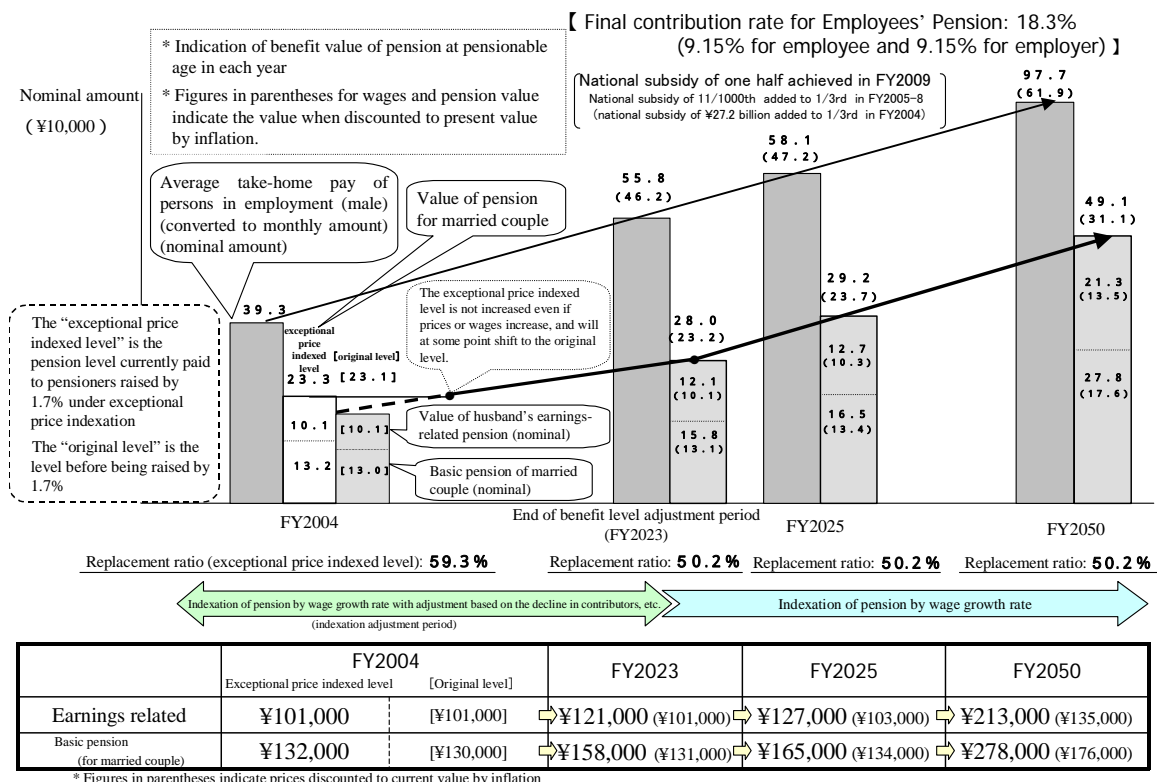 【 Final contribution rate for Employees' Pension: 18.3%
(9.15% for employee and 9.15% for employer) 】
* Indication of benefit value of pension at pensionable
age in each year
* Figures in parentheses for wages and pension value
indicate the value when discounted to present value
by inflation.
Nominal amount
(¥10,000)
National subsidy of one half achieved in FY2009
National subsidy of 11/1000th added to 1/3rd in FY2005-8
(national subsidy of ¥27.2 billion added to 1/3rd in FY2004)
97.7
(61.9)
58.1
(47.2)
55.8
(46.2)
Average take-home pay of
persons in employment (male)
(converted to monthly amount)
(nominal amount)
Value of pension
for married couple
49.1
(31.1)
The exceptional price indexed
level is not increased even if
prices or wages increase, and will
at some point shift to the original
level.
29.2
(23.7)
21.3
(13.5)
39.3
28.0
(23.2)
The "exceptional price
indexed level" is the
pension level currently paid
to pensioners raised by
1.7% under exceptional
price indexation
The "original level" is the
level before being raised by
1.7%
exceptional
price
indexed
level
[original level]
23.3
[23.1]
12.7
(10.3)
12.1
(10.1)
27.8
(17.6)
10.1
[10.1]
Value of husband's earnings-
related pension (nominal)
16.5
(13.4)
15.8
(13.1)
13.2
[13.0]
Basic pension of married
couple (nominal)
FY2004
End of benefit level adjustment period
(FY2023)
FY2025
FY2050
Replacement ratio (exceptional price indexed level): 59.3%
Replacement ratio: 50.2%
Replacement ratio: 50.2%
Replacement ratio: 50.2%
Indexation of pension by wage growth rate with adjustment based on the decline in contributors, etc.
(indexation adjustment period)
Indexation of pension by wage growth rate
FY2004 FY2023 FY2025 FY2050
Exceptional price indexed level [Original level]
Earnings related ¥101,000 [¥101,000] ¥121,000 (¥101,000) ¥127,000 (¥103,000) ¥213,000 (¥135,000)
Basic pension
(for married couple) ¥132,000 [¥130,000] ¥158,000 (¥131,000) ¥165,000 (¥134,000) ¥278,000 (¥176,000)
* Figures in parentheses indicate prices discounted to current value by inflation